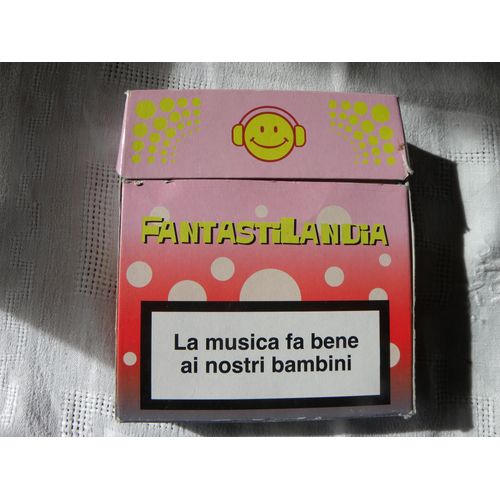 FANTASTiLANDiA
La musica fa bene
ai nostri bambini